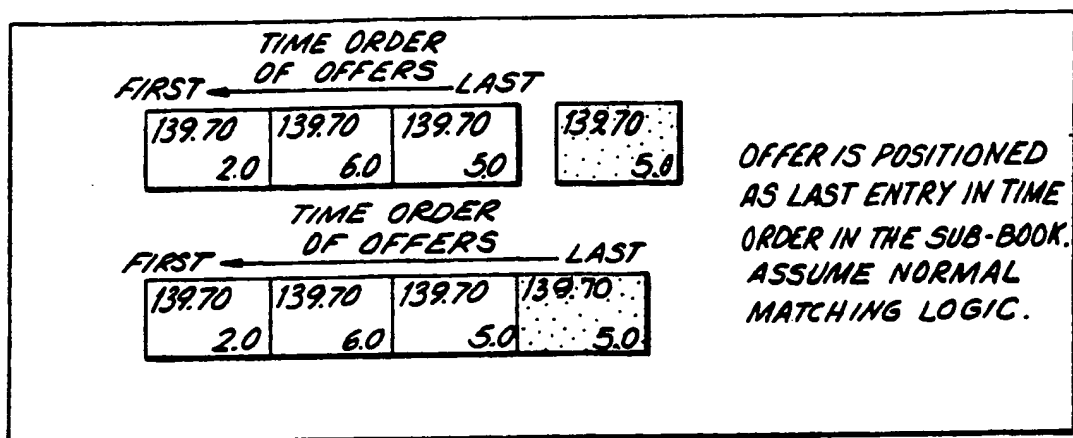 TIME ORDER
OF OFFERS
FIRST LAST
139.70 139.70 139.70 139.70
2.0 6.0 5.0 5.0
TIME ORDER
OF OFFERS
FIRST LAST
139.70 139.70 139.70 139.70
2.0 6.0 5.0 5.0
OFFER IS POSITIONED
AS LAST ENTRY IN TIME
ORDER IN THE SUB-BOOK.
ASSUME NORMAL
MATCHING LOGIC.